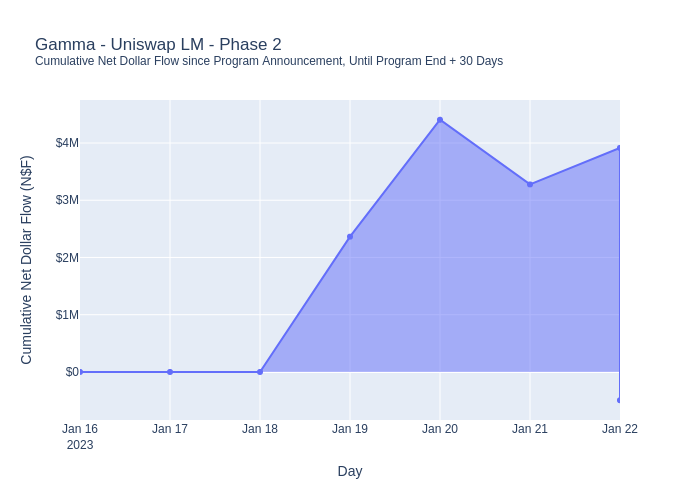 Gamma - Uniswap LM - Phase 2
Cumulative Net Dollar Flow since Program Announcement, Until Program End + 30 Days
Cumulative Net Dollar Flow (N$F)
$4M
$3M
$2M
$1M
$0
Jan 16 Jan 17 Jan 18 Jan 19 Jan 20 Jan 21 Jan 22
2023
Day